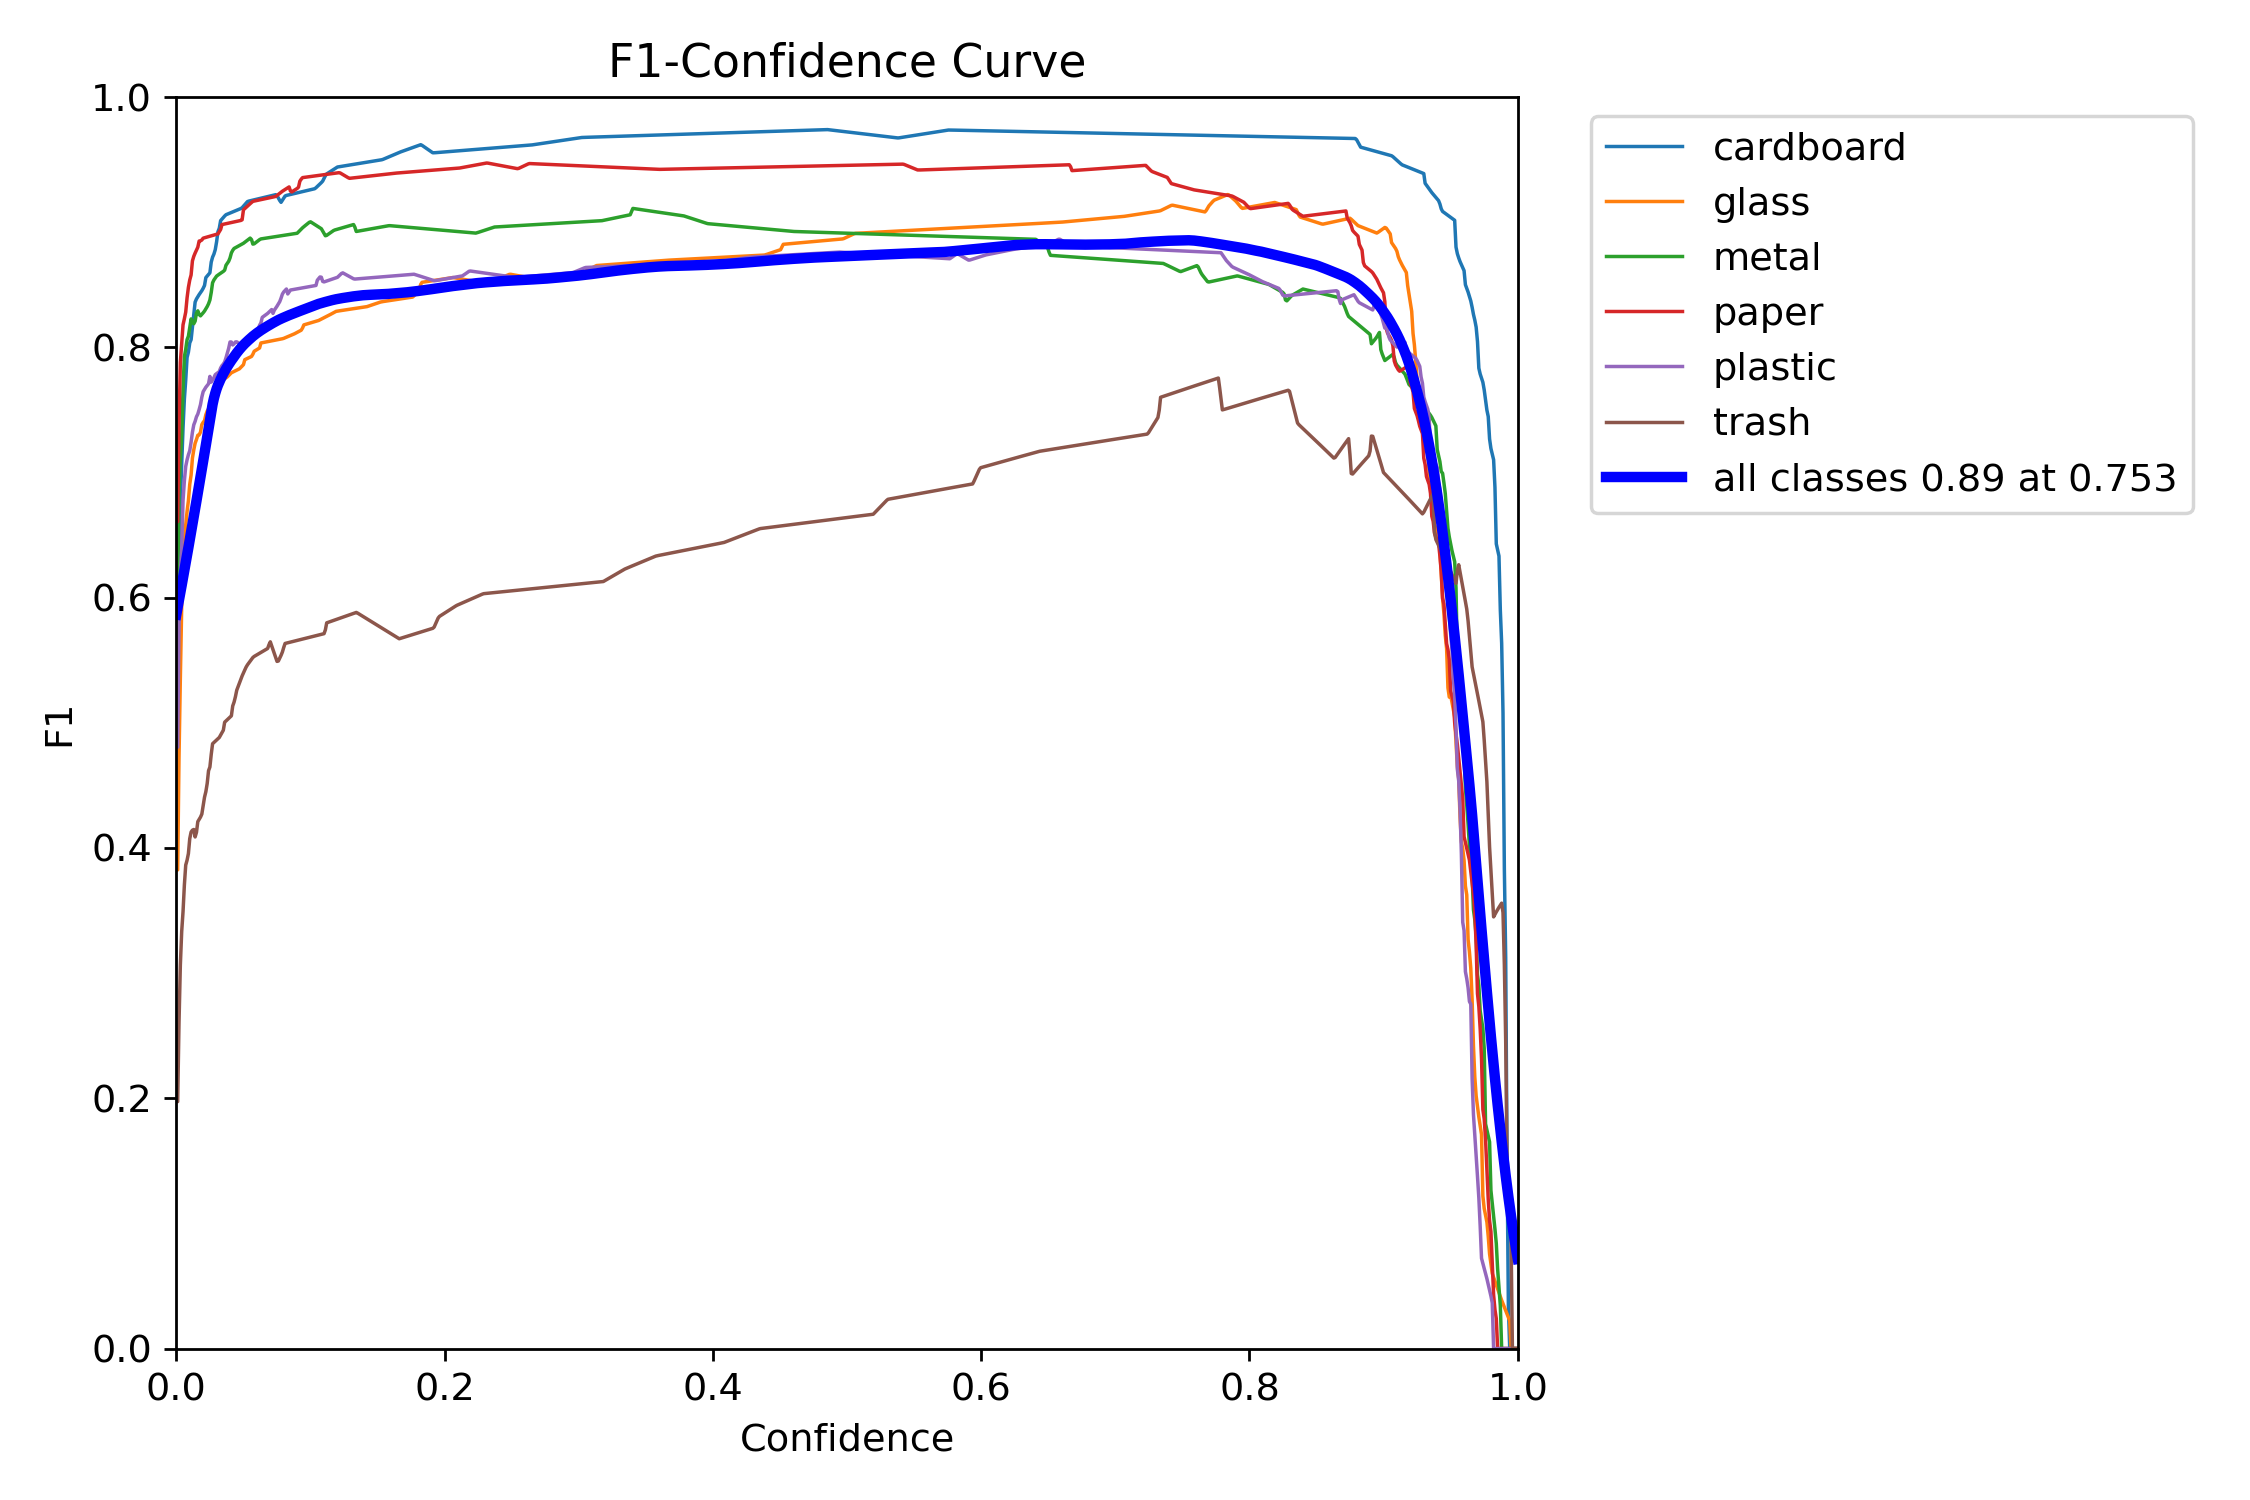 F1-Confidence Curve
1.0
0.8
0.6
0.4
0.2
0.0
F1
0.0 0.2 0.4 0.6 0.8 1.0
Confidence
cardboard
glass
metal
paper
plastic
trash
all classes 0.89 at 0.753